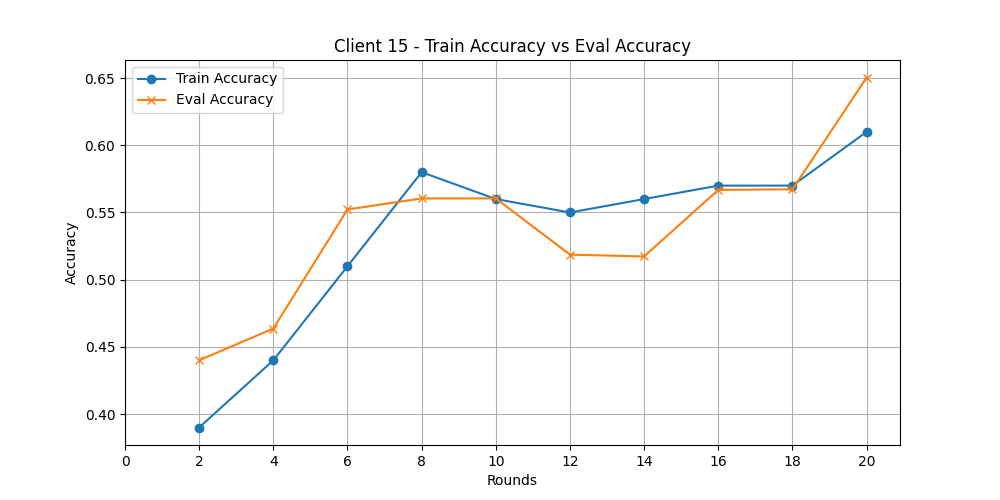 Client 15 - Train Accuracy vs Eval Accuracy
Train Accuracy
Eval Accuracy
0.65
0.60
0.55
0.50
0.45
0.40
Accuracy
0 2 4 6 8 10 12 14 16 18 20
Rounds